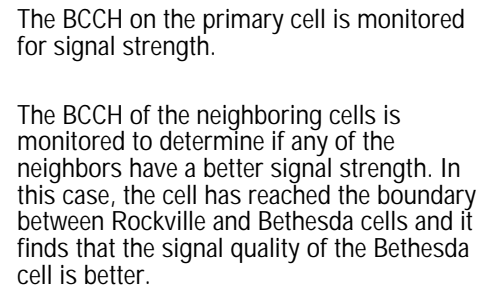 The BCCH on the primary cell is monitored
for signal strength.
The BCCH of the neighboring cells is
monitored to determine if any of the
neighbors have a better signal strength. In
this case, the cell has reached the boundary
between Rockville and Bethesda cells and it
finds that the signal quality of the Bethesda
cell is better.